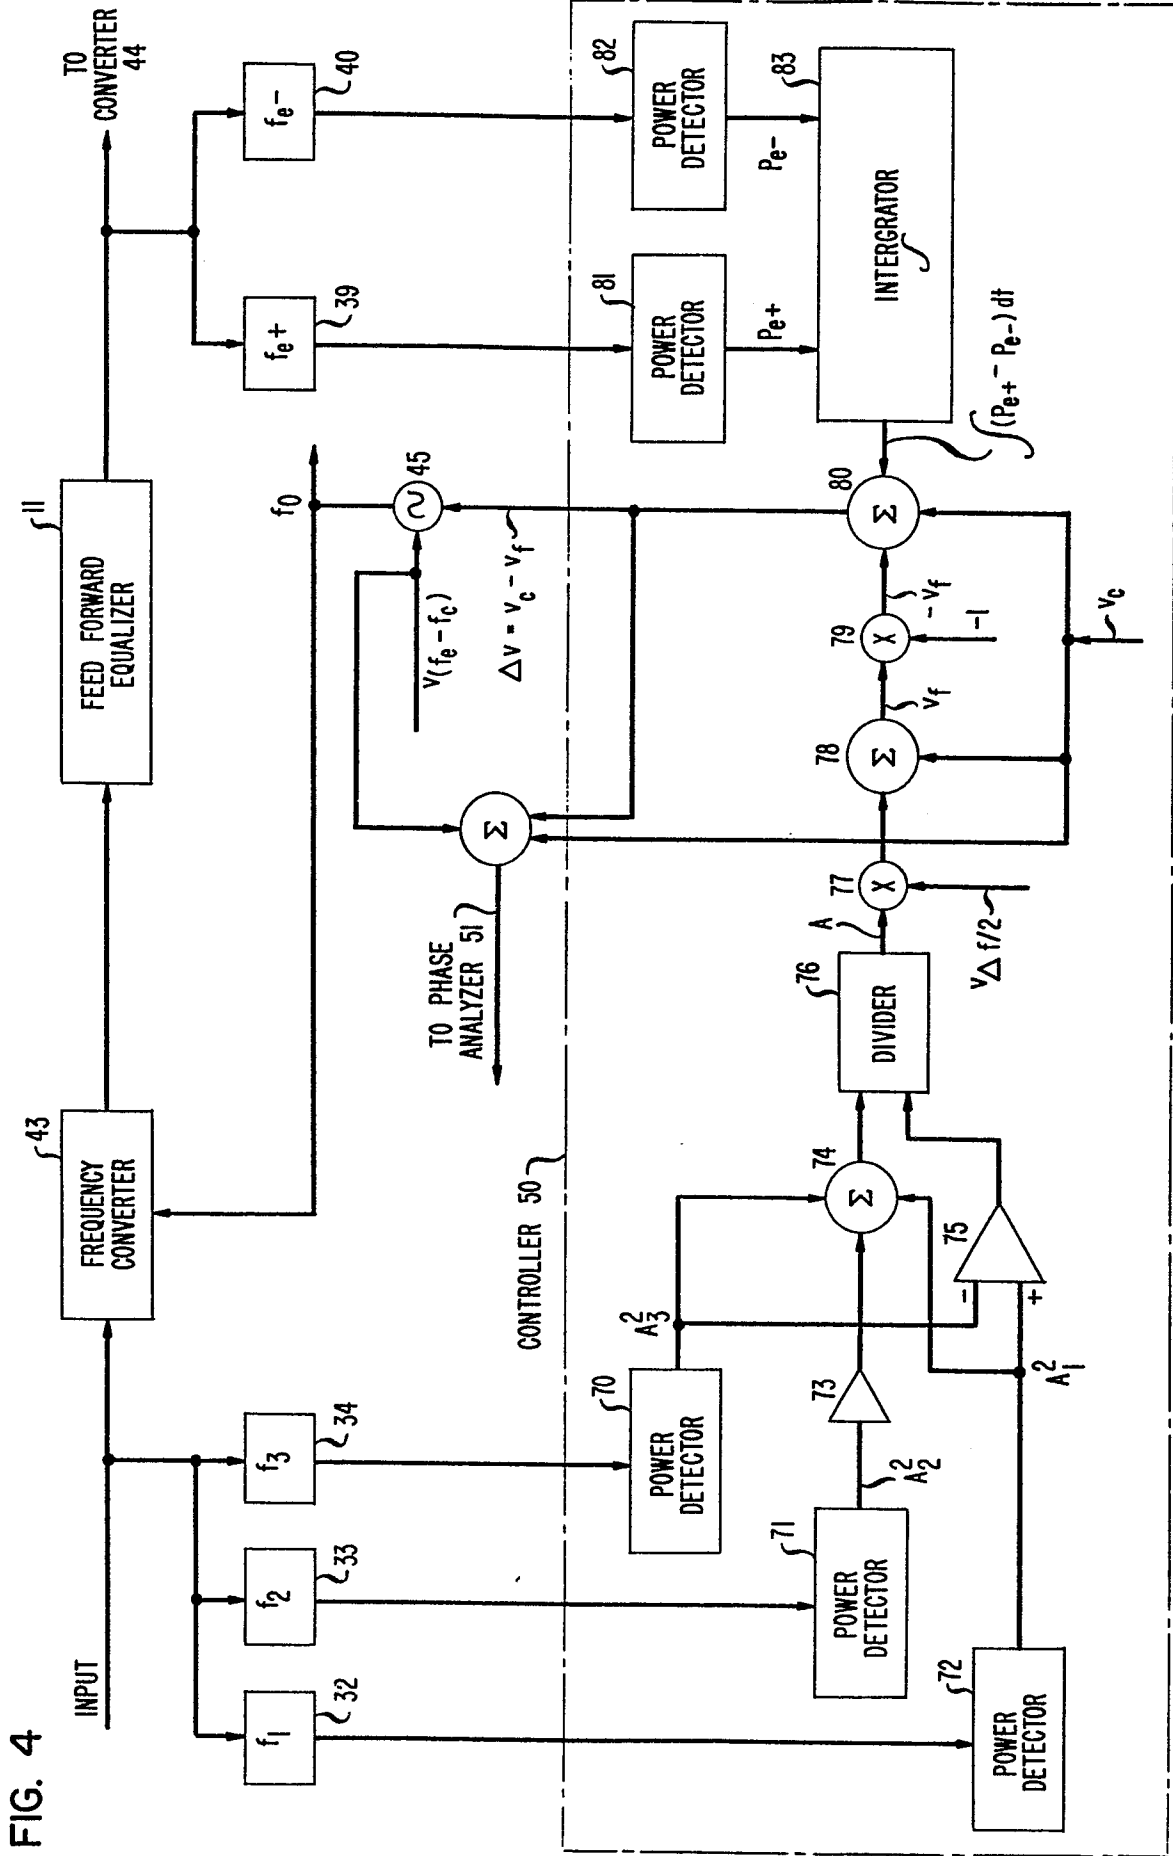 FIG. 4
INPUT
43
FREQUENCY
CONVERTER
11
FEED FORWARD
EQUALIZER
TO
CONVERTER
44
f1
32
f2
33
f3
34
f0
fe+
39
fe-
40
TO PHASE
ANALYZER 51
Σ
V(fe-fc)
45
Δv = vc - vf
CONTROLLER 50
70
POWER
DETECTOR
A₃²
71
POWER
DETECTOR
A₂²
73
72
POWER
DETECTOR
A₁²
74
Σ
75
-
+
76
DIVIDER
A
77
X
VΔf/2
78
Σ
Vf
79
X
-Vf
-1
80
Σ
Vc
81
POWER
DETECTOR
Pe+
82
POWER
DETECTOR
Pe-
83
INTERGRATOR
∫
∫(Pe+ - Pe-)dt